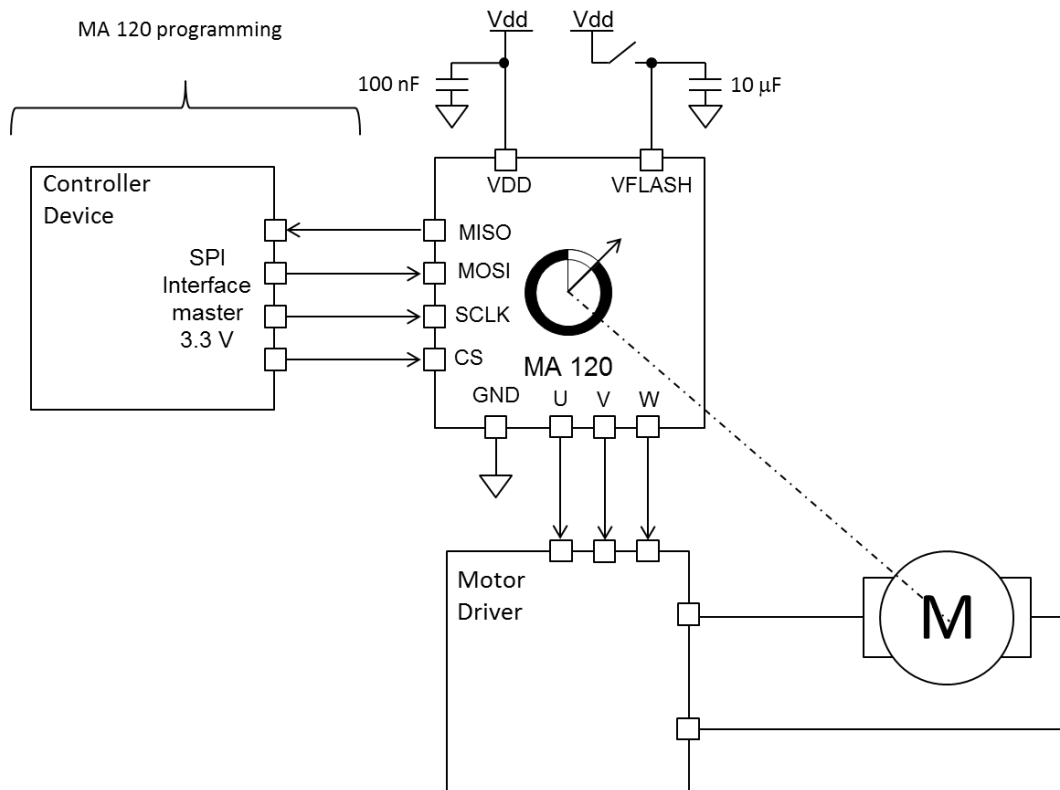 MA 120 programming
Vdd
Vdd
100 nF
10 μF
VDD
VFLASH
Controller
Device
SPI
Interface
master
3.3 V
MISO
MOSI
SCLK
CS
MA 120
GND
U
V
W
Motor
Driver
M